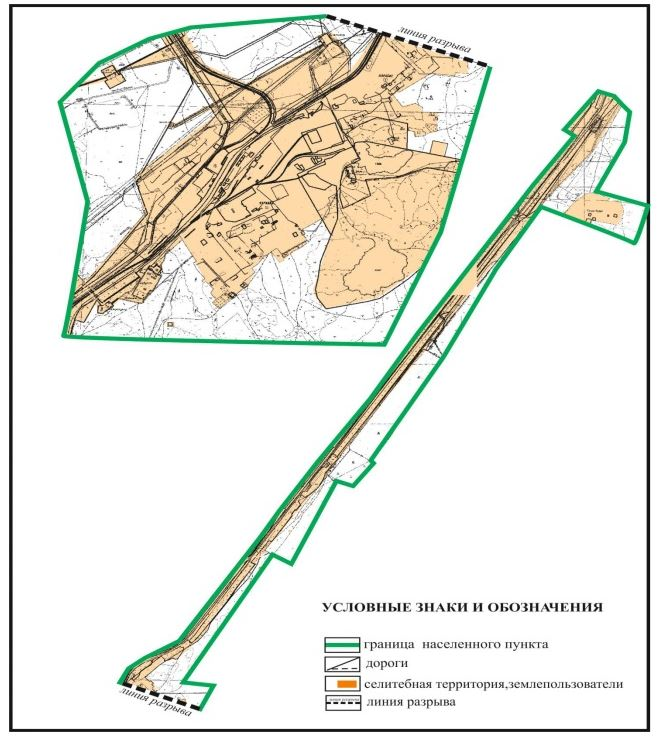 линия разрыва
линия разрыва
УСЛОВНЫЕ ЗНАКИ И ОБОЗНАЧЕНИЯ
граница населенного пункта
дороги
селитебная территория,землепользователи
линия разрыва